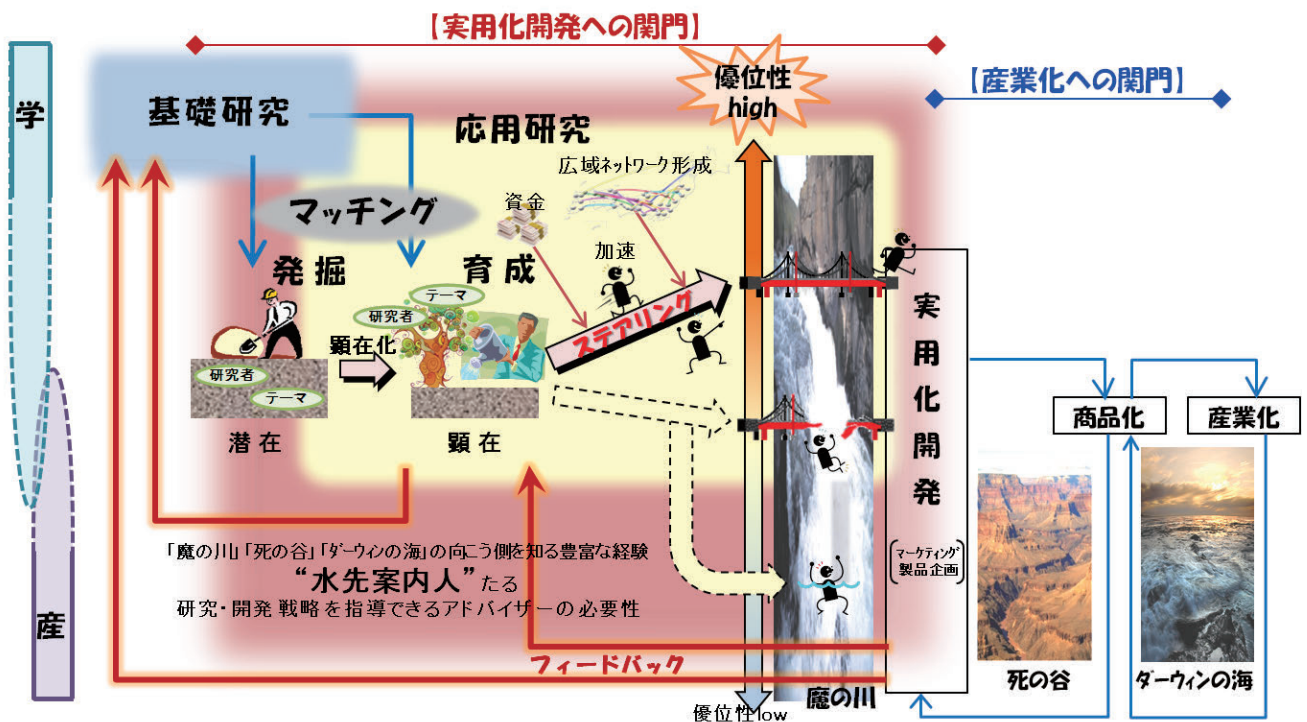 【実用化開発への関門】
【産業化への関門】
優位性
high
学
基礎研究
応用研究
広域ネットワーク形成
マッチング
資金
加速
発掘
育成
テーマ
研究者
ステアリング
顕在化
研究者
テーマ
潜在
顕在
実用化開発
商品化
産業化
「魔の川」「死の谷」「ダーウィンの海」の向こう側を知る豊富な経験
“水先案内人”たる
研究・開発戦略を指導できるアドバイザーの必要性
マーケティング
製品企画
産
フィードバック
魔の川
死の谷
ダーウィンの海
優位性low